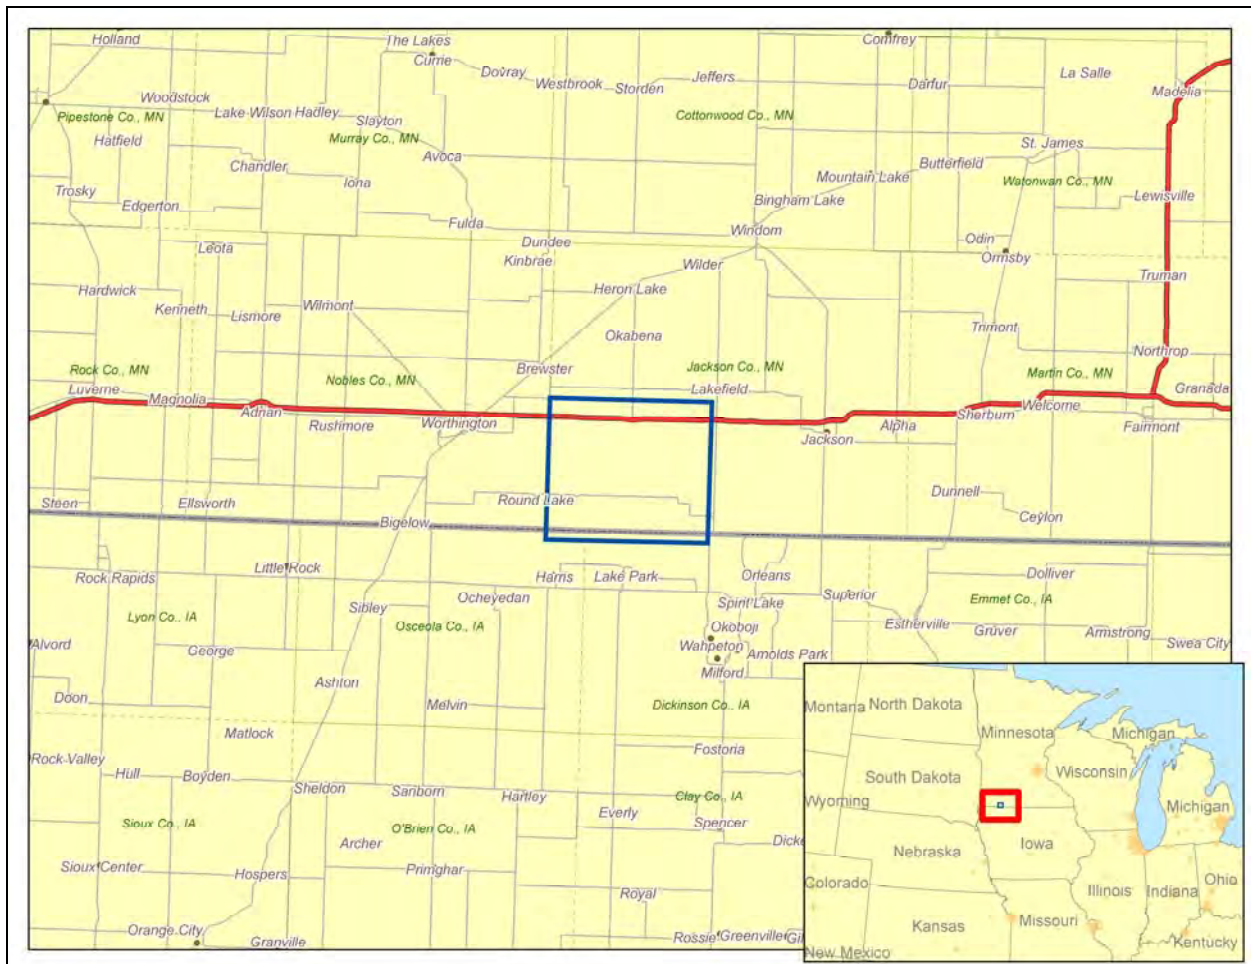 Holland
The Lakes
Currie
Comfrey
Dovray
Westbrook
Storden
Jeffers
Darfur
La Salle
Madelia
Woodstock
Lake Wilson
Hadley
Slayton
Pipestone Co., MN
Murray Co., MN
Cottonwood Co., MN
Hatfield
Chandler
Avoca
Iona
St. James
Butterfield
Mountain Lake
Watonwan Co., MN
Trosky
Edgerton
Bingham Lake
Lewisville
Fulda
Windom
Leota
Dundee
Kinbrae
Wilder
Odin
Ormsby
Truman
Hardwick
Kenneth
Lismore
Wilmont
Heron Lake
Okabena
Trimont
Northrop
Rock Co., MN
Nobles Co., MN
Brewster
Jackson Co., MN
Lakefield
Martin Co., MN
Granada
Luverne
Magnolia
Adrian
Rushmore
Worthington
Jackson
Alpha
Sherburn
Welcome
Fairmont
Steen
Ellsworth
Round Lake
Bigelow
Dunnell
Ceylon
Rock Rapids
Little Rock
Harris
Lake Park
Orleans
Dolliver
Lyon Co., IA
Sibley
Ocheyedan
Spirit Lake
Superior
Emmet Co., IA
Osceola Co., IA
Okoboji
Estherville
Gruver
Armstrong
Swea City
Alvord
George
Wahpeton
Arnolds Park
Milford
Doon
Ashton
Melvin
Dickinson Co., IA
Matlock
Fostoria
Rock Valley
Hull
Boyden
Sheldon
Sanborn
Hartley
Everly
Clay Co., IA
Spencer
Sioux Co., IA
O'Brien Co., IA
Archer
Dicke
Sioux Center
Hospers
Primghar
Royal
Orange City
Granville
Rossie
Greenville
Gil
Montana
North Dakota
Minnesota
Michigan
South Dakota
Wisconsin
Wyoming
Michigan
Nebraska
Iowa
Colorado
Illinois
Indiana
Ohio
Kansas
Missouri
New Mexico
Kentucky